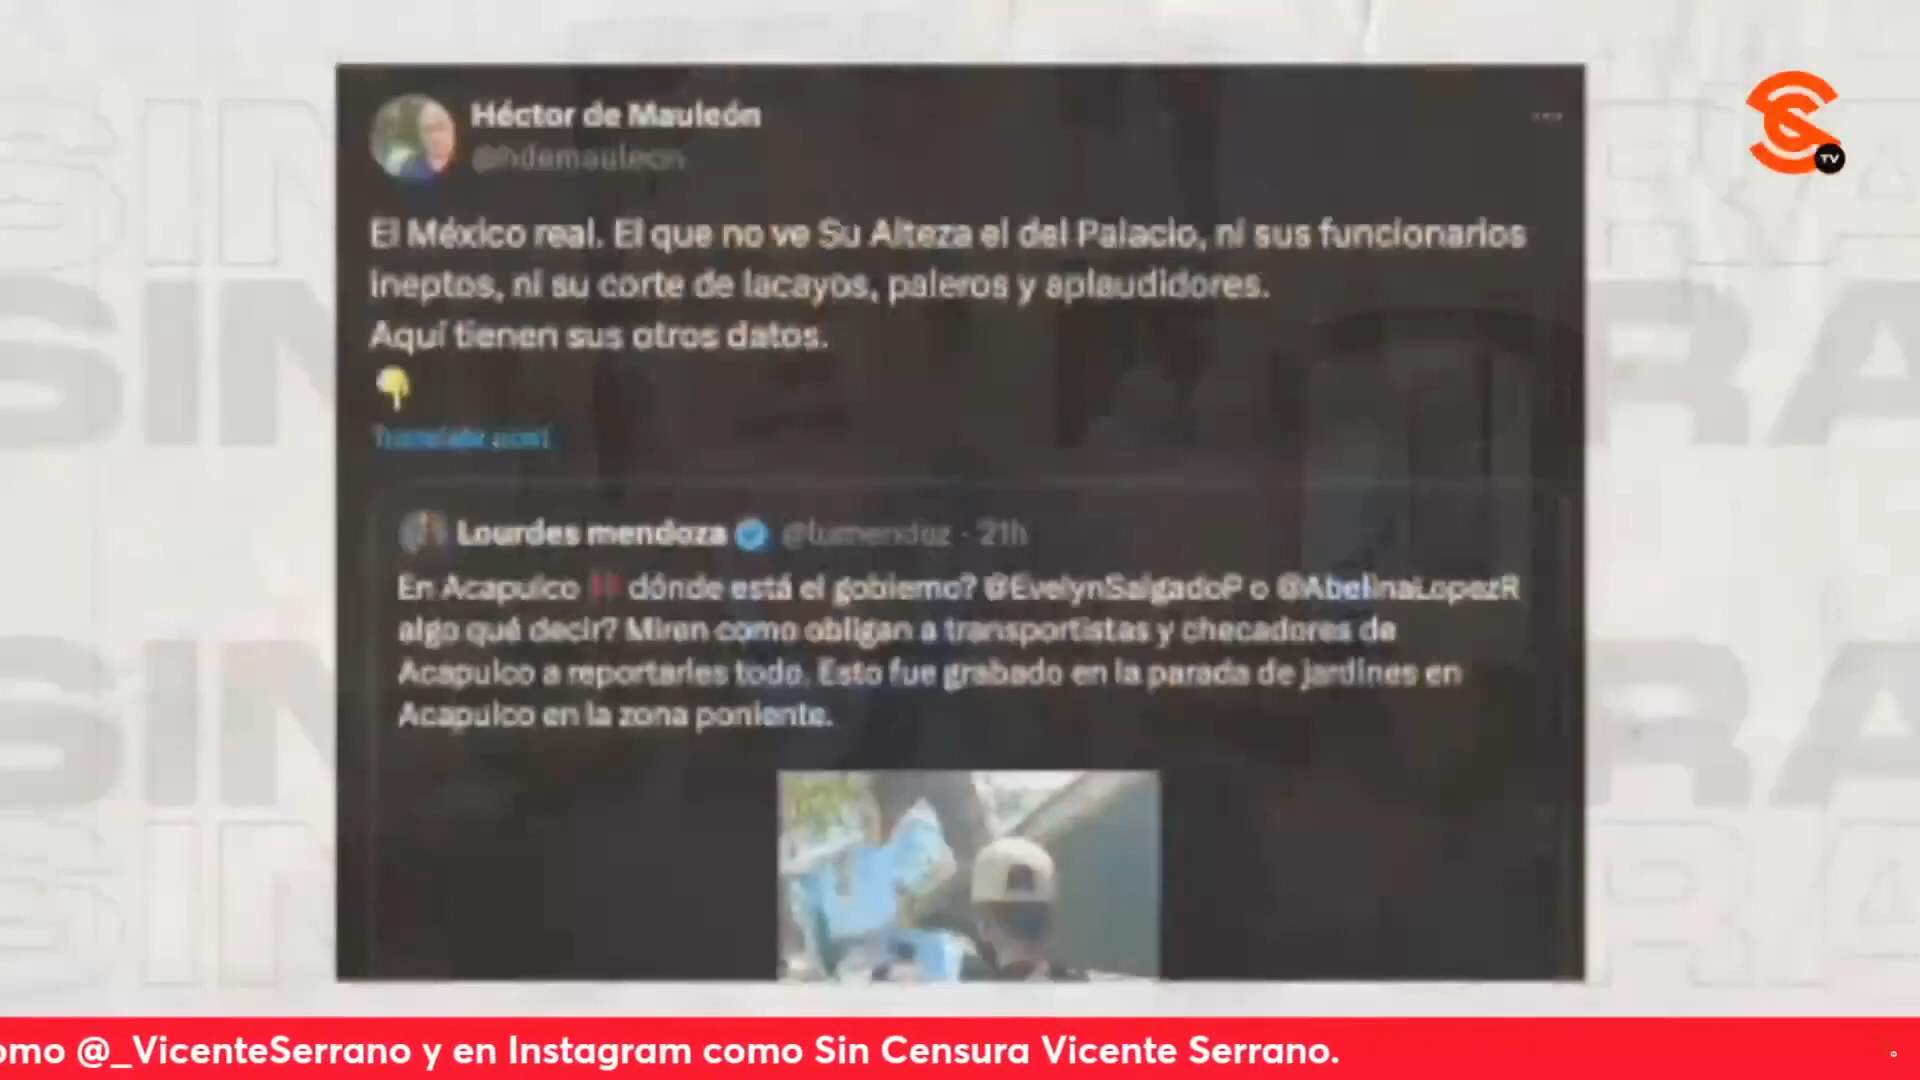 Héctor de Mauleón
@hdemauleon
El México real. El que no ve Su Alteza el del Palacio, ni sus funcionarios
ineptos, ni su corte de lacayos, paleros y aplaudidores.
Aquí tienen sus otros datos.
👇
Translate post
Lourdes mendoza @lumendoz · 21h
En Acapulco ‼️ dónde está el gobierno? @EvelynSalgadoP o @AbelinaLopezR
algo qué decir? Miren como obligan a transportistas y checadores de
Acapulco a reportarles todo. Esto fue grabado en la parada de jardines en
Acapulco en la zona poniente.
TV
omo @_VicenteSerrano y en Instagram como Sin Censura Vicente Serrano.